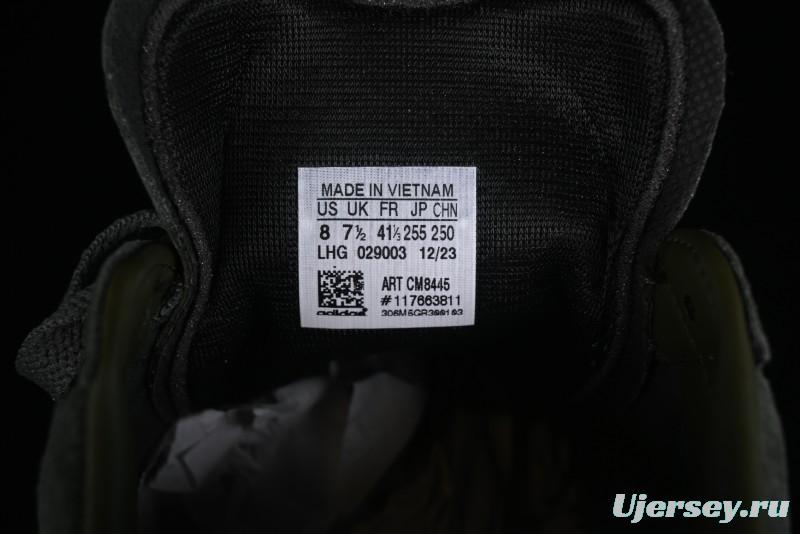 MADE IN VIETNAM
US UK FR JP CHN
8 7½ 41⅓ 255 250
LHG 029003 12/23
ART CM8445
#117663811
adidas
Ujersey.ru